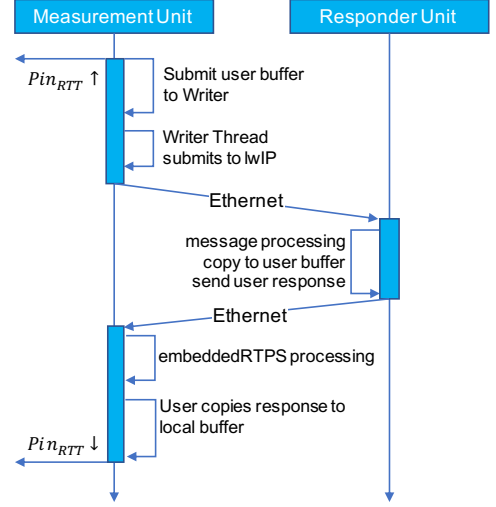 Measurement Unit
Responder Unit
Pin_RTT ↑
Submit user buffer
to Writer
Writer Thread
submits to lwIP
Ethernet
message processing
copy to user buffer
send user response
Ethernet
embeddedRTPS processing
User copies response to
local buffer
Pin_RTT ↓